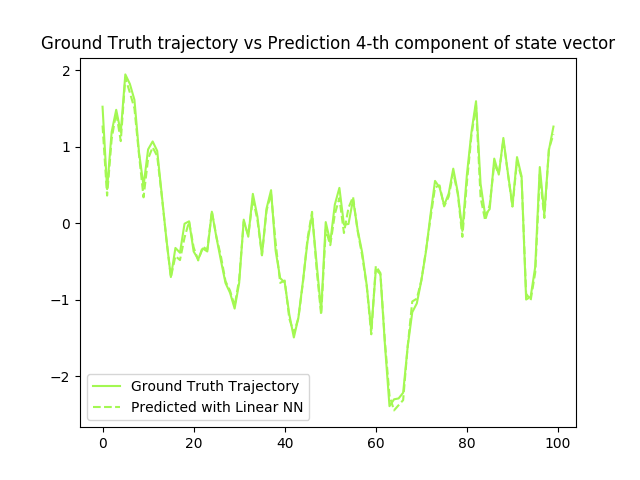 Ground Truth trajectory vs Prediction 4-th component of state vector
2
1
0
−1
−2
Ground Truth Trajectory
Predicted with Linear NN
0 20 40 60 80 100